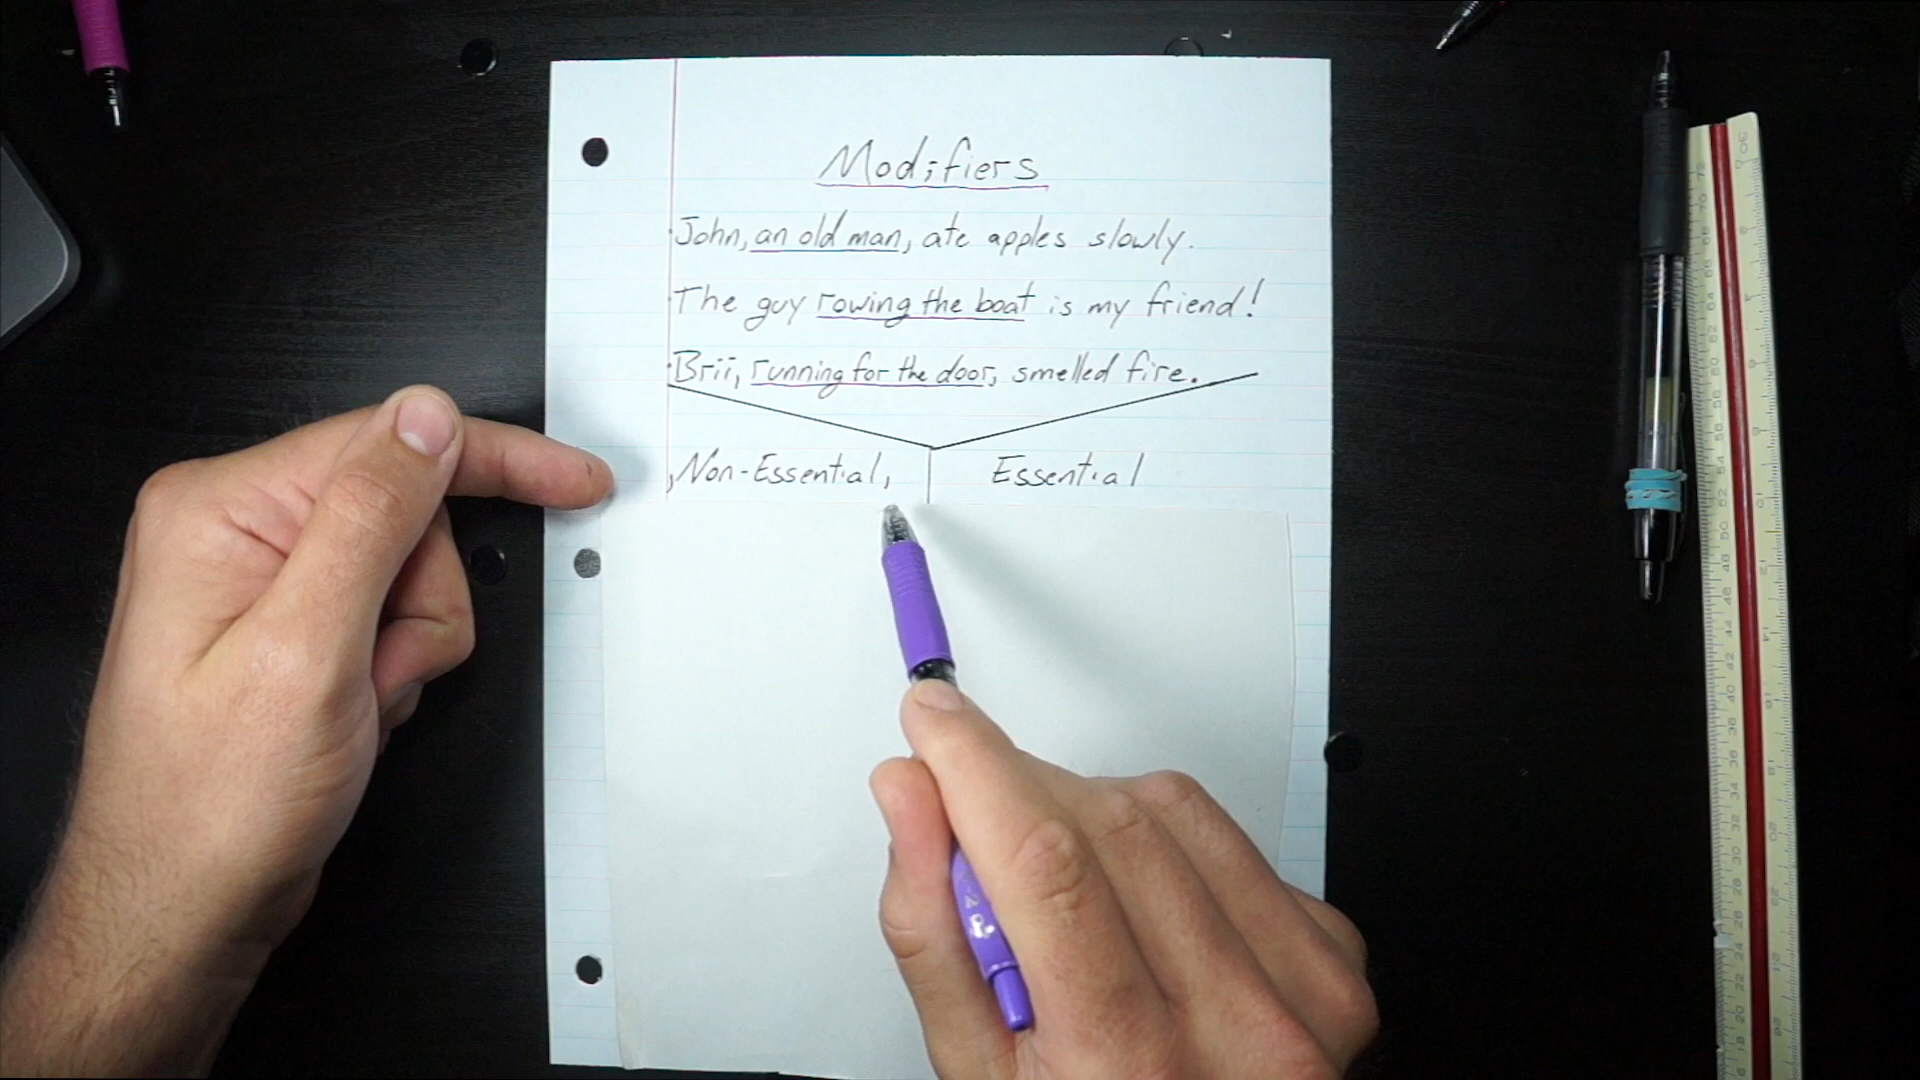 Modifiers
John, an old man, ate apples slowly.
The guy rowing the boat is my friend!
Brii, running for the door, smelled fire.
,Non-Essential, Essential